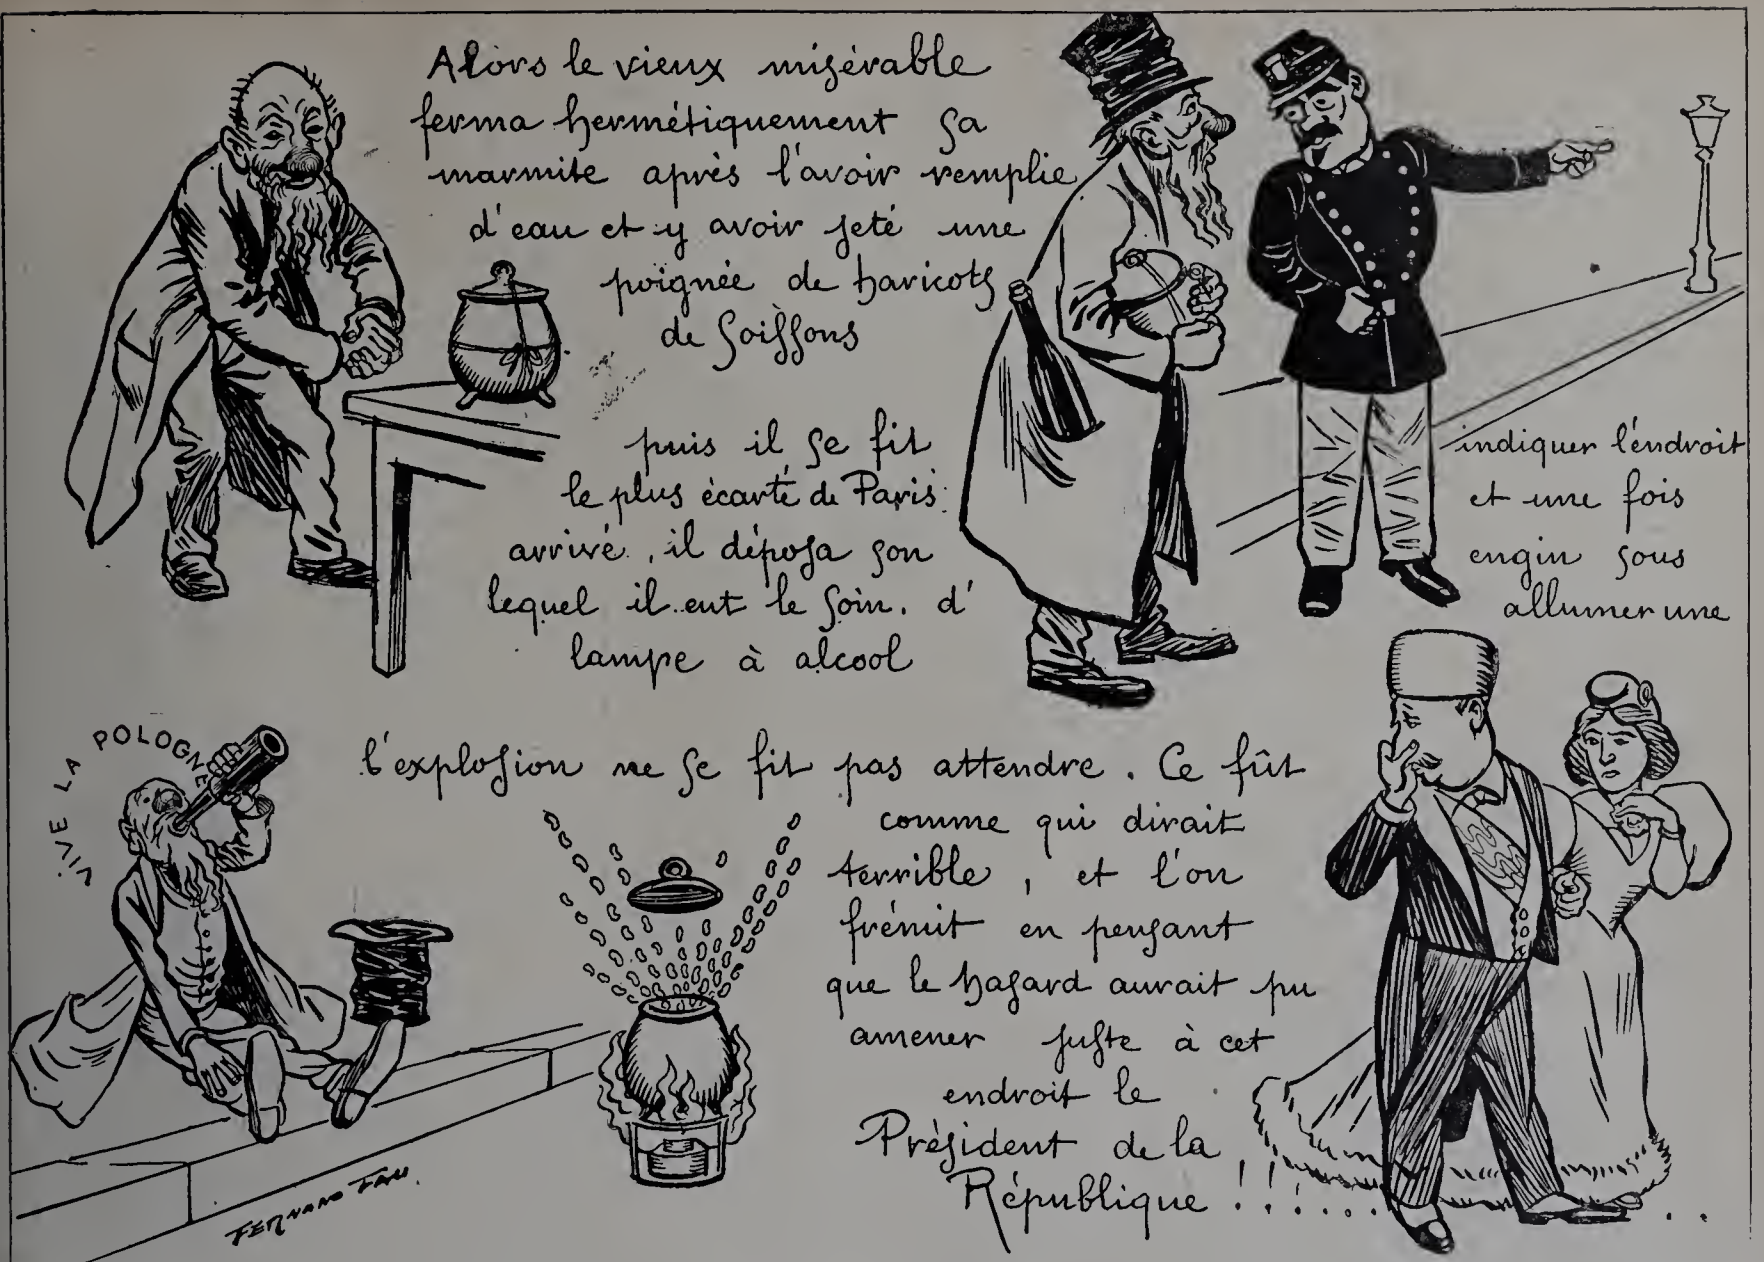 Alors le vieux misérable
ferma hermétiquement sa
marmite après l'avoir remplie
d'eau et y avoir jeté une
poignée de haricots
de Soissons
puis il se fit indiquer l'éndroit
le plus écarté de Paris et une fois
arrivé, il déposa son engin sous
lequel il eut le soin d'allumer une
lampe à alcool
VIVE LA POLOGNE
l'explosion ne se fit pas attendre. Ce fût
comme qui dirait
terrible, et l'on
frémit en pensant
que le hasard aurait pu
amener juste à cet
endroit le
Président de la
République !!!.....
FERNAND FAU.